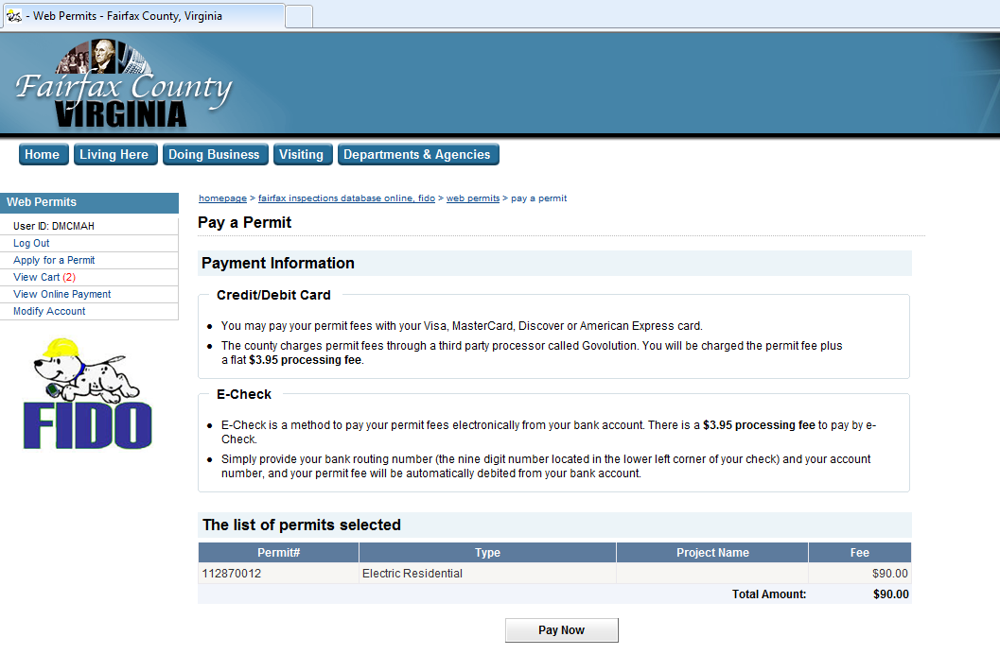 - Web Permits - Fairfax County, Virginia
Fairfax County
VIRGINIA
Home Living Here Doing Business Visiting Departments & Agencies
Web Permits
User ID: DMCMAH
Log Out
Apply for a Permit
View Cart (2)
View Online Payment
Modify Account
FIDO
homepage > fairfax inspections database online, fido > web permits > pay a permit
Pay a Permit
Payment Information
Credit/Debit Card
• You may pay your permit fees with your Visa, MasterCard, Discover or American Express card.
• The county charges permit fees through a third party processor called Govolution. You will be charged the permit fee plus
a flat $3.95 processing fee.
E-Check
• E-Check is a method to pay your permit fees electronically from your bank account. There is a $3.95 processing fee to pay by e-
Check.
• Simply provide your bank routing number (the nine digit number located in the lower left corner of your check) and your account
number, and your permit fee will be automatically debited from your bank account.
The list of permits selected
Permit# Type Project Name Fee
112870012 Electric Residential $90.00
Total Amount: $90.00
Pay Now